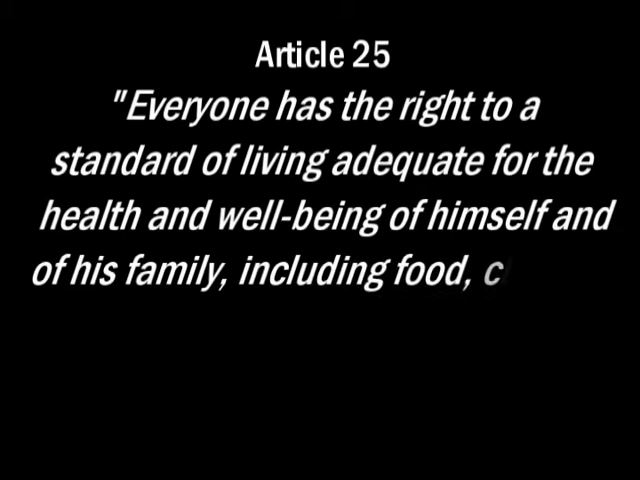 Article 25
"Everyone has the right to a
standard of living adequate for the
health and well-being of himself and
of his family, including food, c